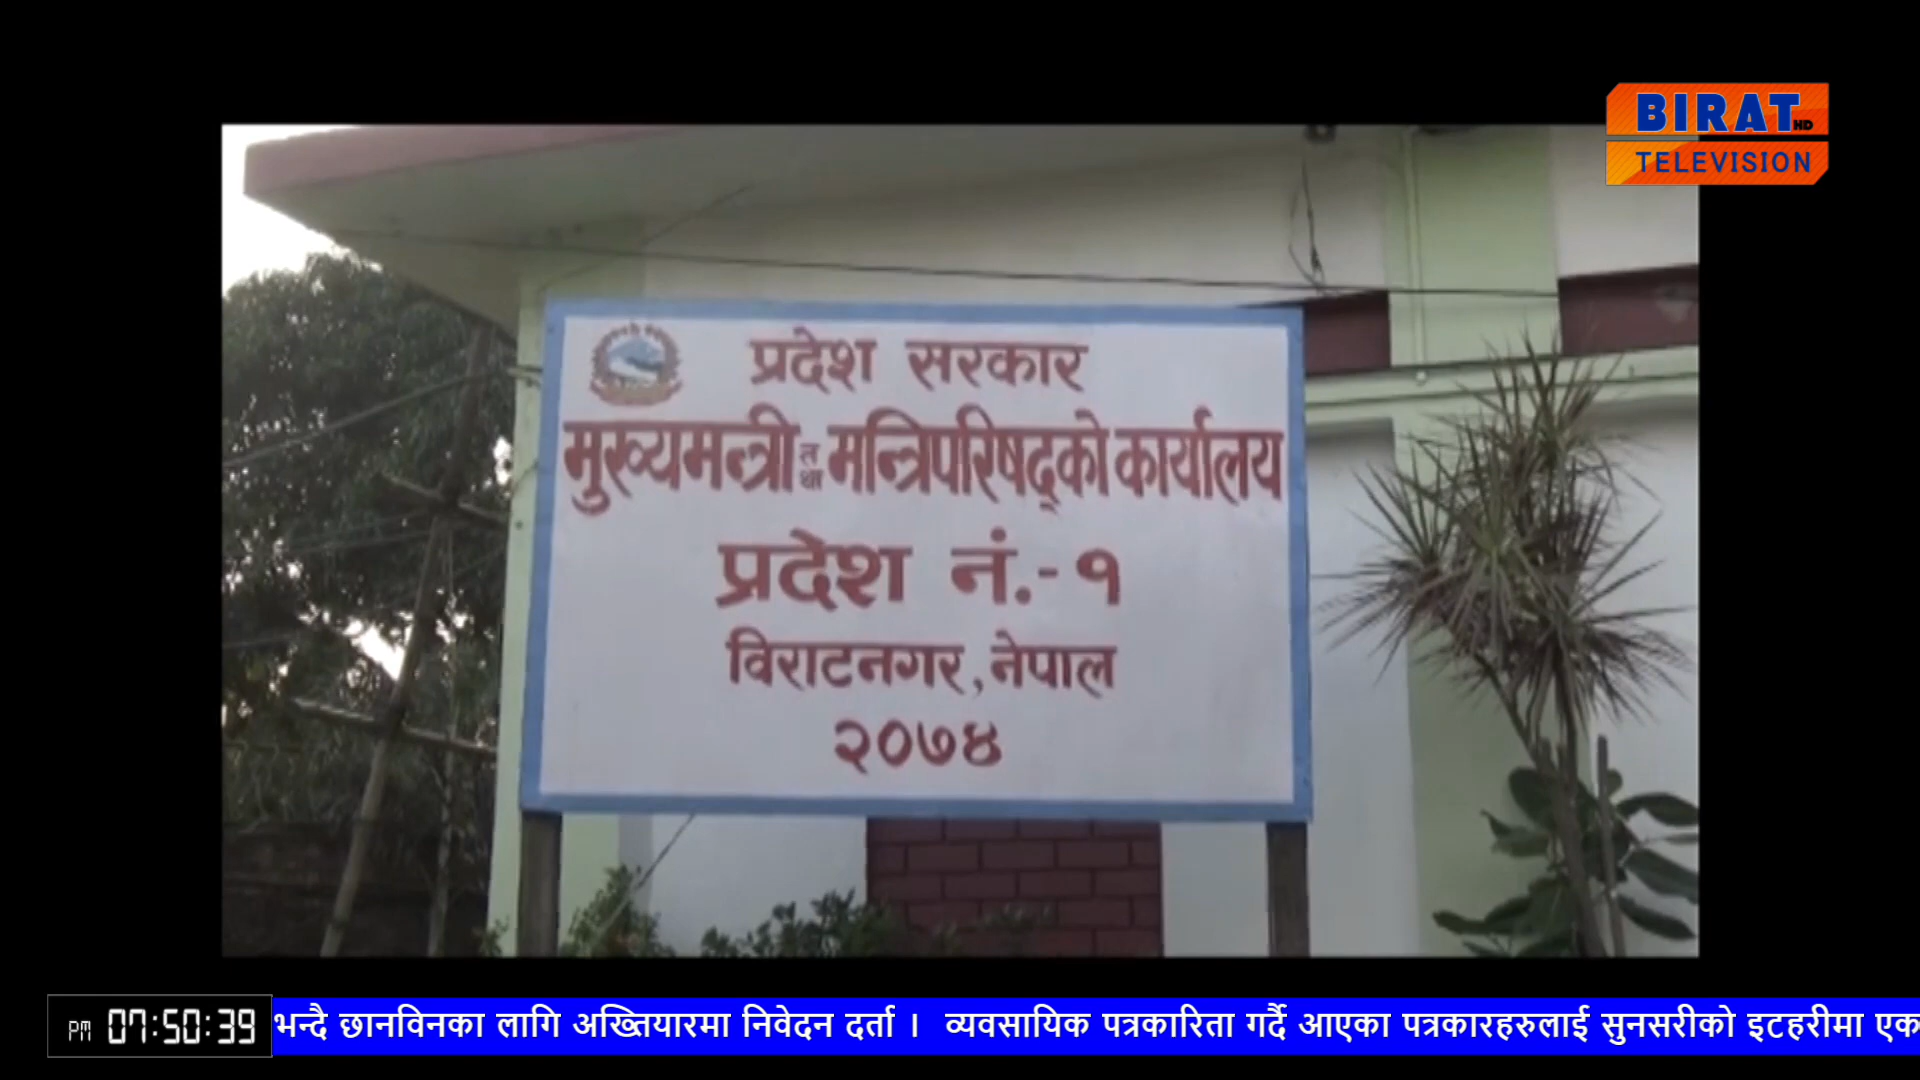 BIRAT HD
TELEVISION
प्रदेश सरकार
मुख्यमन्त्री तथा मन्त्रिपरिषद्को कार्यालय
प्रदेश नं.-१
विराटनगर, नेपाल
२०७४
PM 07:50:39
भन्दै छानविनका लागि अख्तियारमा निवेदन दर्ता । व्यवसायिक पत्रकारिता गर्दै आएका पत्रकारहरुलाई सुनसरीको इटहरीमा एक